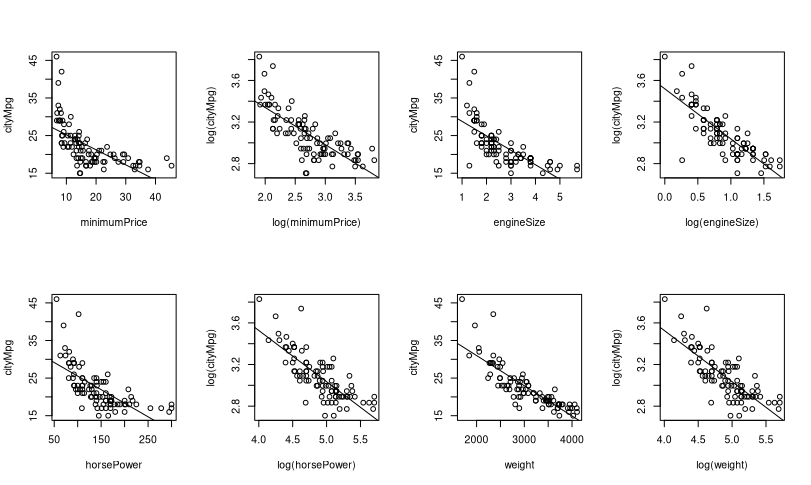 cityMpg
45
35
25
15
10 20 30 40
minimumPrice
log(cityMpg)
3.6
3.2
2.8
2.0 2.5 3.0 3.5
log(minimumPrice)
cityMpg
45
35
25
15
1 2 3 4 5
engineSize
log(cityMpg)
3.6
3.2
2.8
0.0 0.5 1.0 1.5
log(engineSize)
cityMpg
45
35
25
15
50 150 250
horsePower
log(cityMpg)
3.6
3.2
2.8
4.0 4.5 5.0 5.5
log(horsePower)
cityMpg
45
35
25
15
2000 3000 4000
weight
log(cityMpg)
3.6
3.2
2.8
4.0 4.5 5.0 5.5
log(weight)